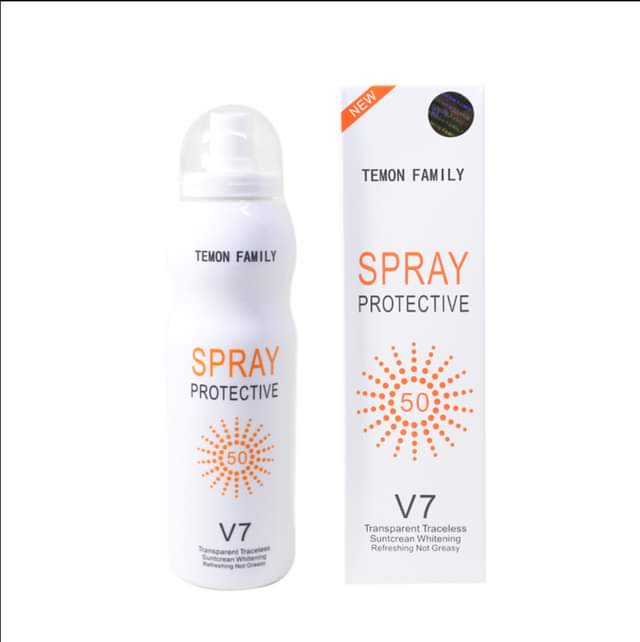 TEMON FAMILY
SPRAY
PROTECTIVE
50
V7
Transparent Traceless
Suntcrean Whitening
Refreshing Not Greasy
NEW
TEMON FAMILY
SPRAY
PROTECTIVE
50
V7
Transparent Traceless
Suntcrean Whitening
Refreshing Not Greasy